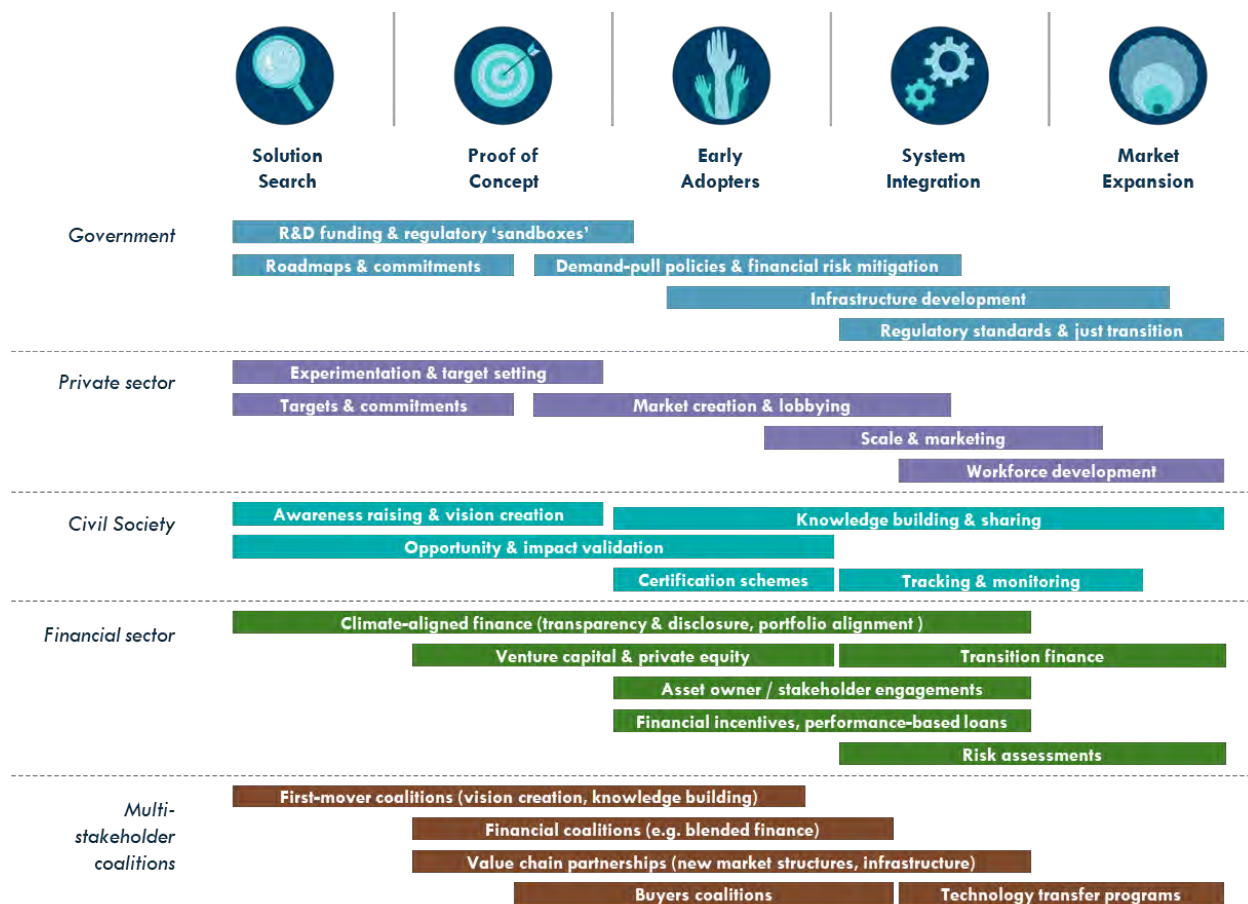 Solution
Search
Proof of
Concept
Early
Adopters
System
Integration
Market
Expansion
Government
R&D funding & regulatory ‘sandboxes’
Roadmaps & commitments
Demand-pull policies & financial risk mitigation
Infrastructure development
Regulatory standards & just transition
Private sector
Experimentation & target setting
Targets & commitments
Market creation & lobbying
Scale & marketing
Workforce development
Civil Society
Awareness raising & vision creation
Knowledge building & sharing
Opportunity & impact validation
Certification schemes
Tracking & monitoring
Financial sector
Climate-aligned finance (transparency & disclosure, portfolio alignment )
Venture capital & private equity
Transition finance
Asset owner / stakeholder engagements
Financial incentives, performance-based loans
Risk assessments
Multi-
stakeholder
coalitions
First-mover coalitions (vision creation, knowledge building)
Financial coalitions (e.g. blended finance)
Value chain partnerships (new market structures, infrastructure)
Buyers coalitions
Technology transfer programs